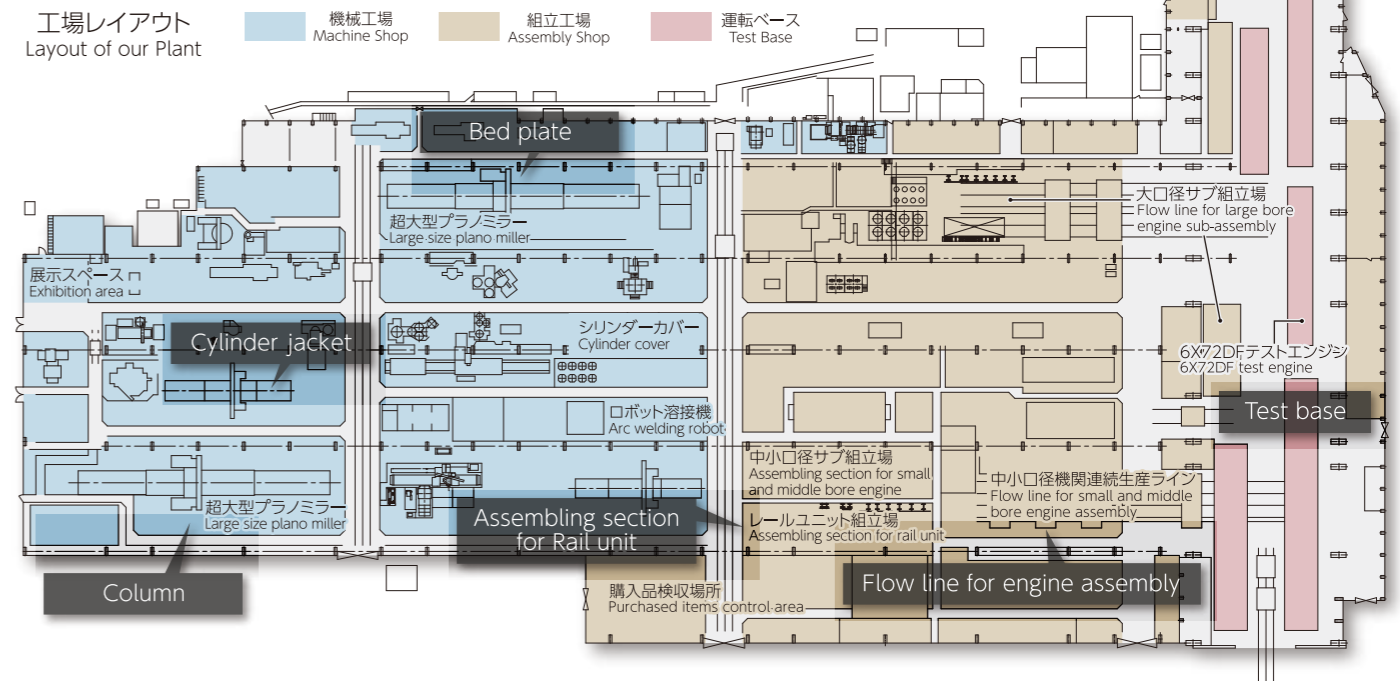 工場レイアウト
Layout of our Plant
機械工場
Machine Shop
組立工場
Assembly Shop
運転ベース
Test Base
Bed plate
超大型プラノミラー
Large size plano miller
大口径サブ組立場
Flow line for large bore
engine sub-assembly
展示スペース
Exhibition area
Cylinder jacket
シリンダーカバー
Cylinder cover
6X72DFテストエンジン
6X72DF test engine
Test base
ロボット溶接機
Arc welding robot
中小口径サブ組立場
Assembling section for small
and middle bore engine
中小口径機関連続生産ライン
Flow line for small and middle
bore engine assembly
超大型プラノミラー
Large size plano miller
Assembling section
for Rail unit
レールユニット組立場
Assembling section for rail unit
Column
購入品検収場所
Purchased items control area
Flow line for engine assembly